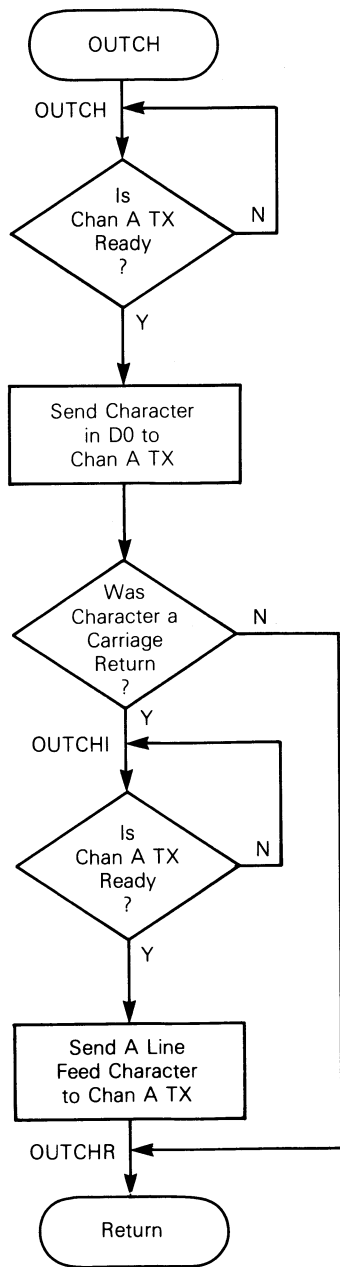 OUTCH
OUTCH
Is
Chan A TX
Ready
?
N
Y
Send Character
in D0 to
Chan A TX
Was
Character a
Carriage
Return
?
N
Y
OUTCHI
Is
Chan A TX
Ready
?
N
Y
Send A Line
Feed Character
to Chan A TX
OUTCHR
Return